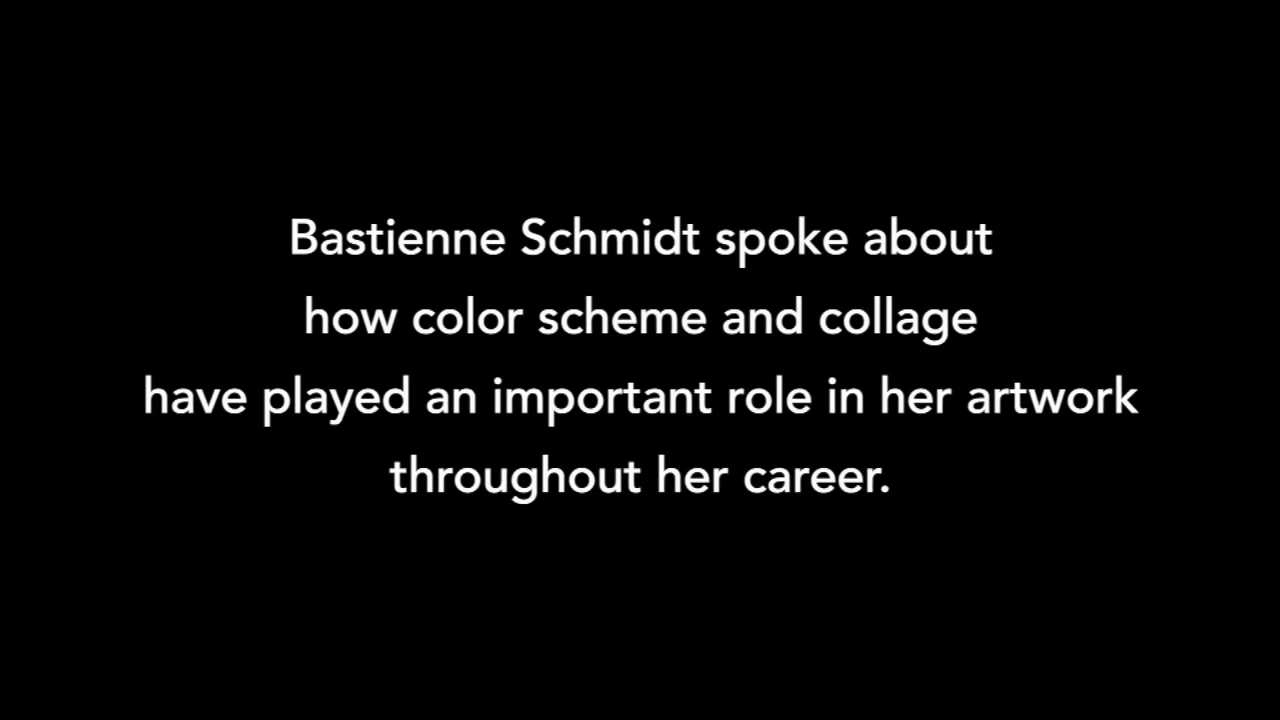 Bastienne Schmidt spoke about
how color scheme and collage
have played an important role in her artwork
throughout her career.